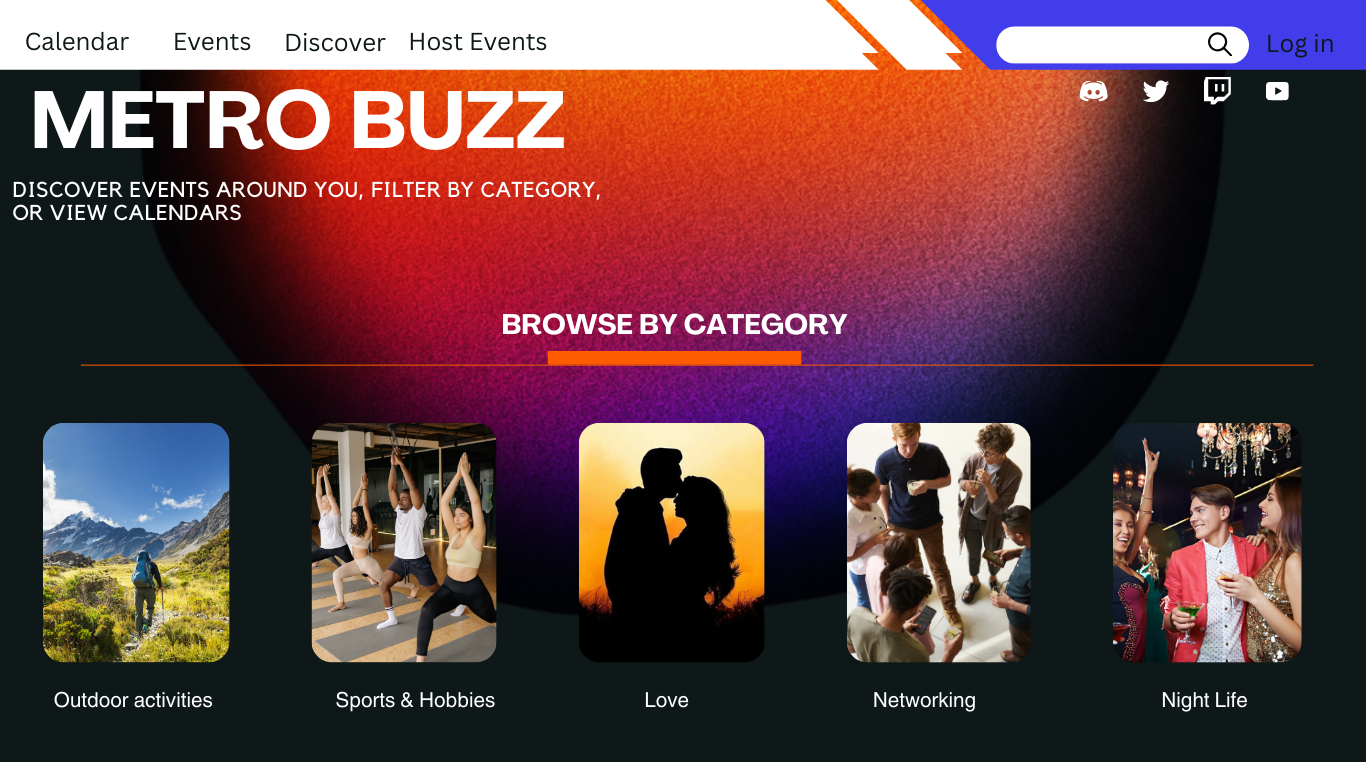 Calendar Events Discover Host Events Log in
METRO BUZZ
DISCOVER EVENTS AROUND YOU, FILTER BY CATEGORY,
OR VIEW CALENDARS
BROWSE BY CATEGORY
Outdoor activities Sports & Hobbies Love Networking Night Life